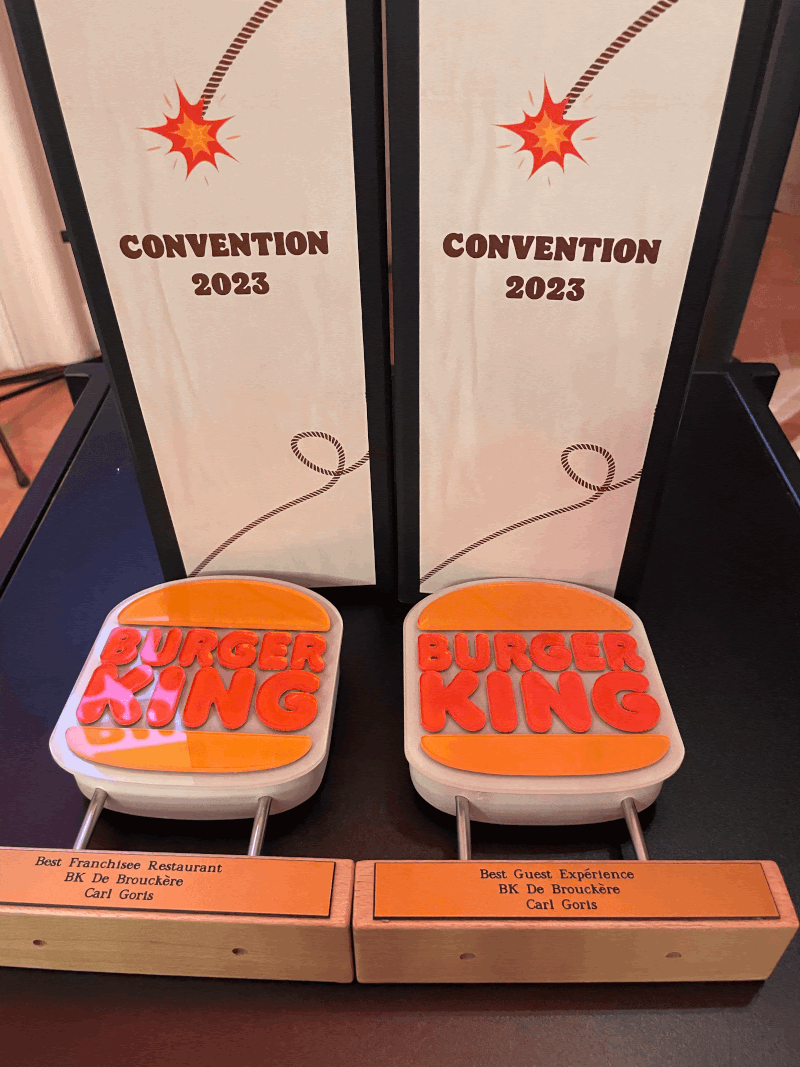 CONVENTION
2023
CONVENTION
2023
BURGER
KING
BURGER
KING
Best Franchisee Restaurant
BK De Brouckère
Carl Goris
Best Guest Expérience
BK De Brouckère
Carl Goris